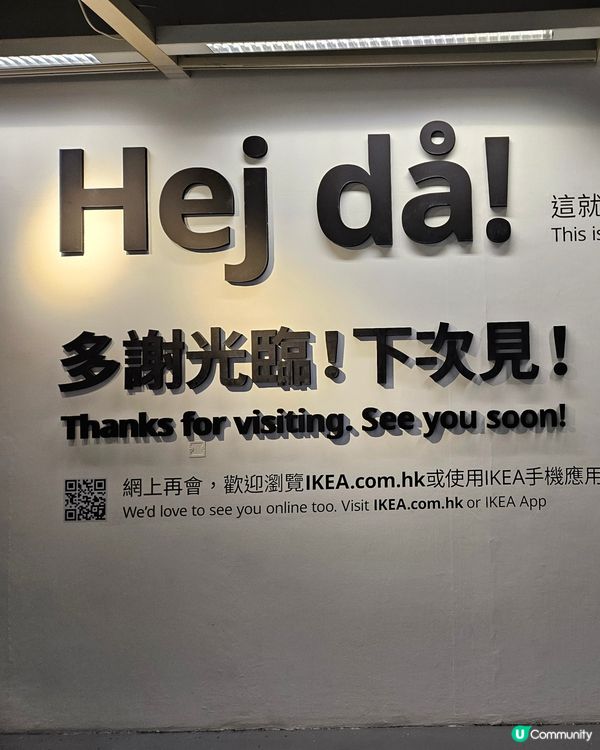 Hej då!
這就
This is
多謝光臨！下次見！
Thanks for visiting. See you soon!
網上再會，歡迎瀏覽IKEA.com.hk或使用IKEA手機應用
We'd love to see you online too. Visit IKEA.com.hk or IKEA App
U Community